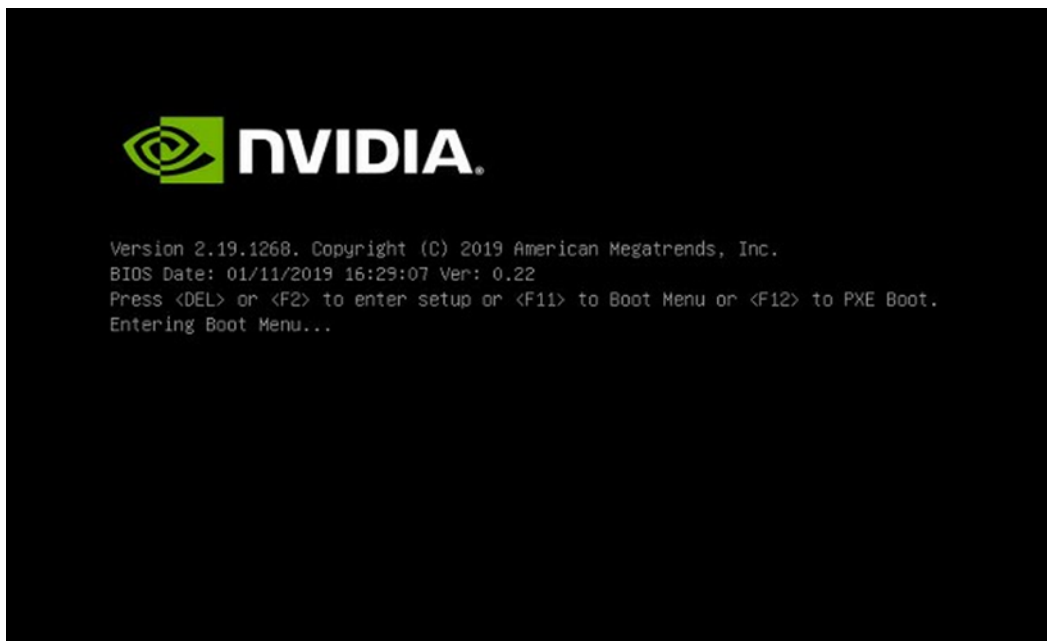 NVIDIA.
Version 2.19.1268. Copyright (C) 2019 American Megatrends, Inc.
BIOS Date: 01/11/2019 16:29:07 Ver: 0.22
Press <DEL> or <F2> to enter setup or <F11> to Boot Menu or <F12> to PXE Boot.
Entering Boot Menu...